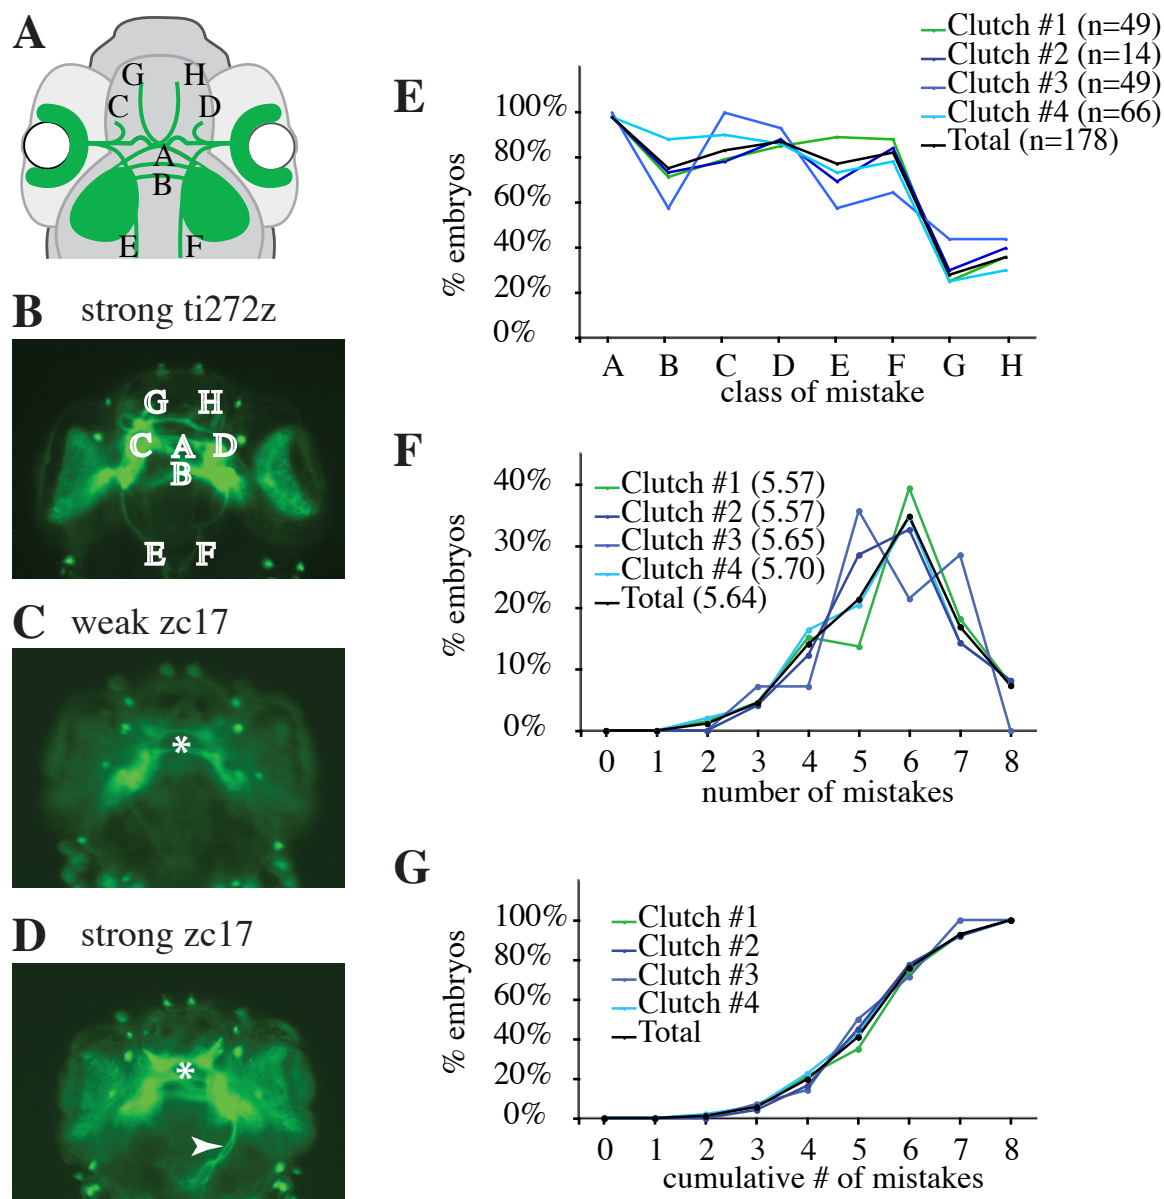 A
G H
C D
A
B
E F
B strong ti272z
G H
C A D
B
E F
C weak zc17
*
D strong zc17
*
E
Clutch #1 (n=49)
Clutch #2 (n=14)
Clutch #3 (n=49)
Clutch #4 (n=66)
Total (n=178)
% embryos
100%
80%
60%
40%
20%
0%
A B C D E F G H
class of mistake
F
Clutch #1 (5.57)
Clutch #2 (5.57)
Clutch #3 (5.65)
Clutch #4 (5.70)
Total (5.64)
% embryos
40%
30%
20%
10%
0%
0 1 2 3 4 5 6 7 8
number of mistakes
G
Clutch #1
Clutch #2
Clutch #3
Clutch #4
Total
% embryos
100%
80%
60%
40%
20%
0%
0 1 2 3 4 5 6 7 8
cumulative # of mistakes